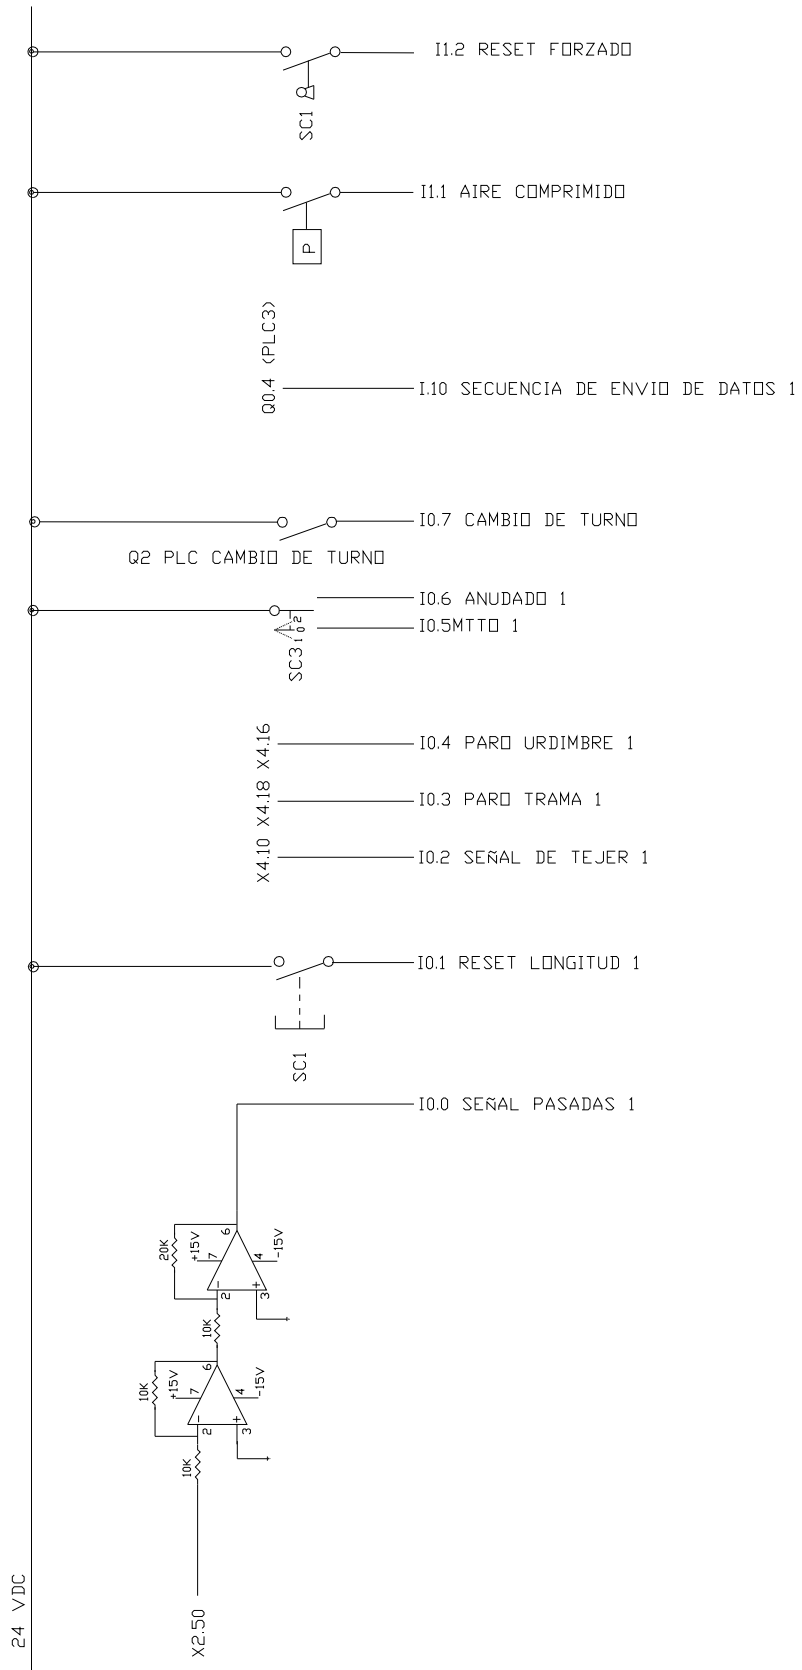 I1.2 RESET FORZADO
SC1
I1.1 AIRE COMPRIMIDO
P
Q0.4 (PLC3)
I.10 SECUENCIA DE ENVIO DE DATOS 1
I0.7 CAMBIO DE TURNO
Q2 PLC CAMBIO DE TURNO
I0.6 ANUDADO 1
I0.5MTTO 1
1 0 2
SC3
X4.16
I0.4 PARO URDIMBRE 1
X4.18
I0.3 PARO TRAMA 1
X4.10
I0.2 SEÑAL DE TEJER 1
I0.1 RESET LONGITUD 1
SC1
I0.0 SEÑAL PASADAS 1
20K
+15V
7
6
4
-15V
2
-
+
3
10K
10K
+15V
7
6
4
-15V
2
-
+
3
10K
X2.50
24 VDC